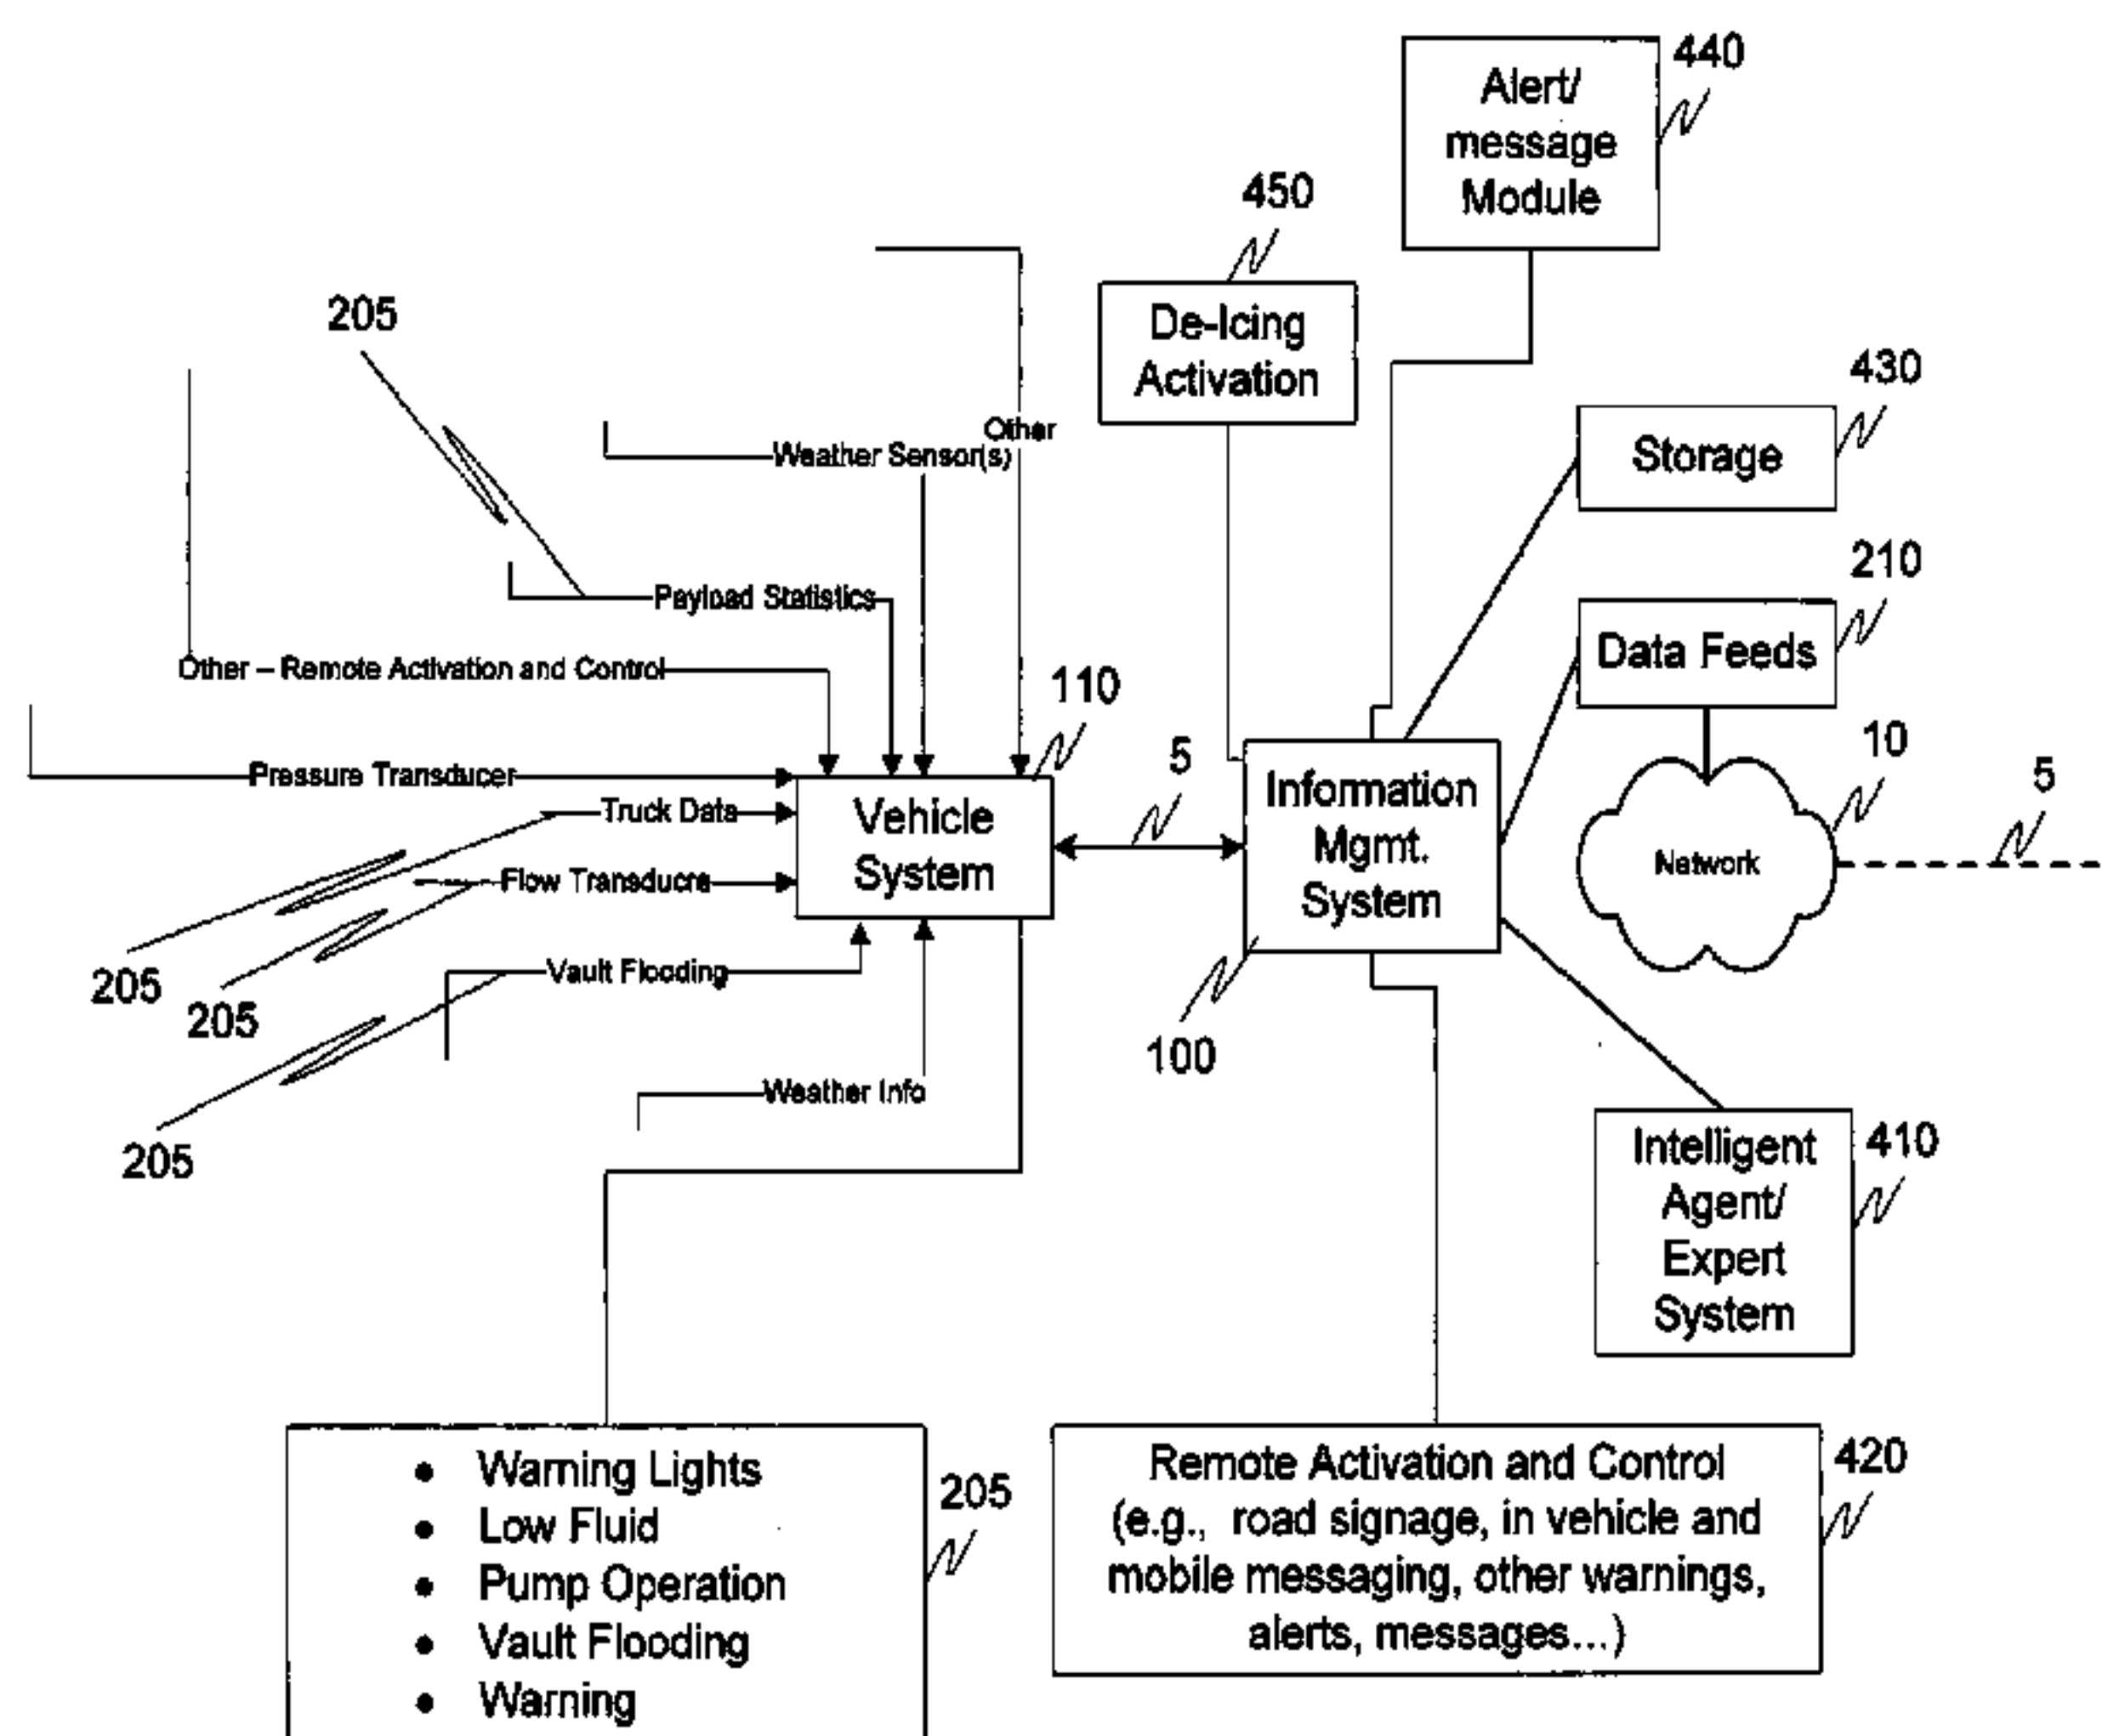 440
Alert/
message
Module
450
De-Icing
Activation
205
430
Storage
Other
Weather Sensor(s)
210
Data Feeds
Payload Statistics
Other – Remote Activation and Control
110
10
5
5
Pressure Transducer
Truck Data
Vehicle
System
Information
Mgmt.
System
Network
Flow Transducre
205
205
Vault Flooding
100
Weather Info
205
410
Intelligent
Agent/
Expert
System
• Warning Lights
• Low Fluid
• Pump Operation
• Vault Flooding
• Warning
205
Remote Activation and Control
(e.g., road signage, in vehicle and
mobile messaging, other warnings,
alerts, messages...)
420